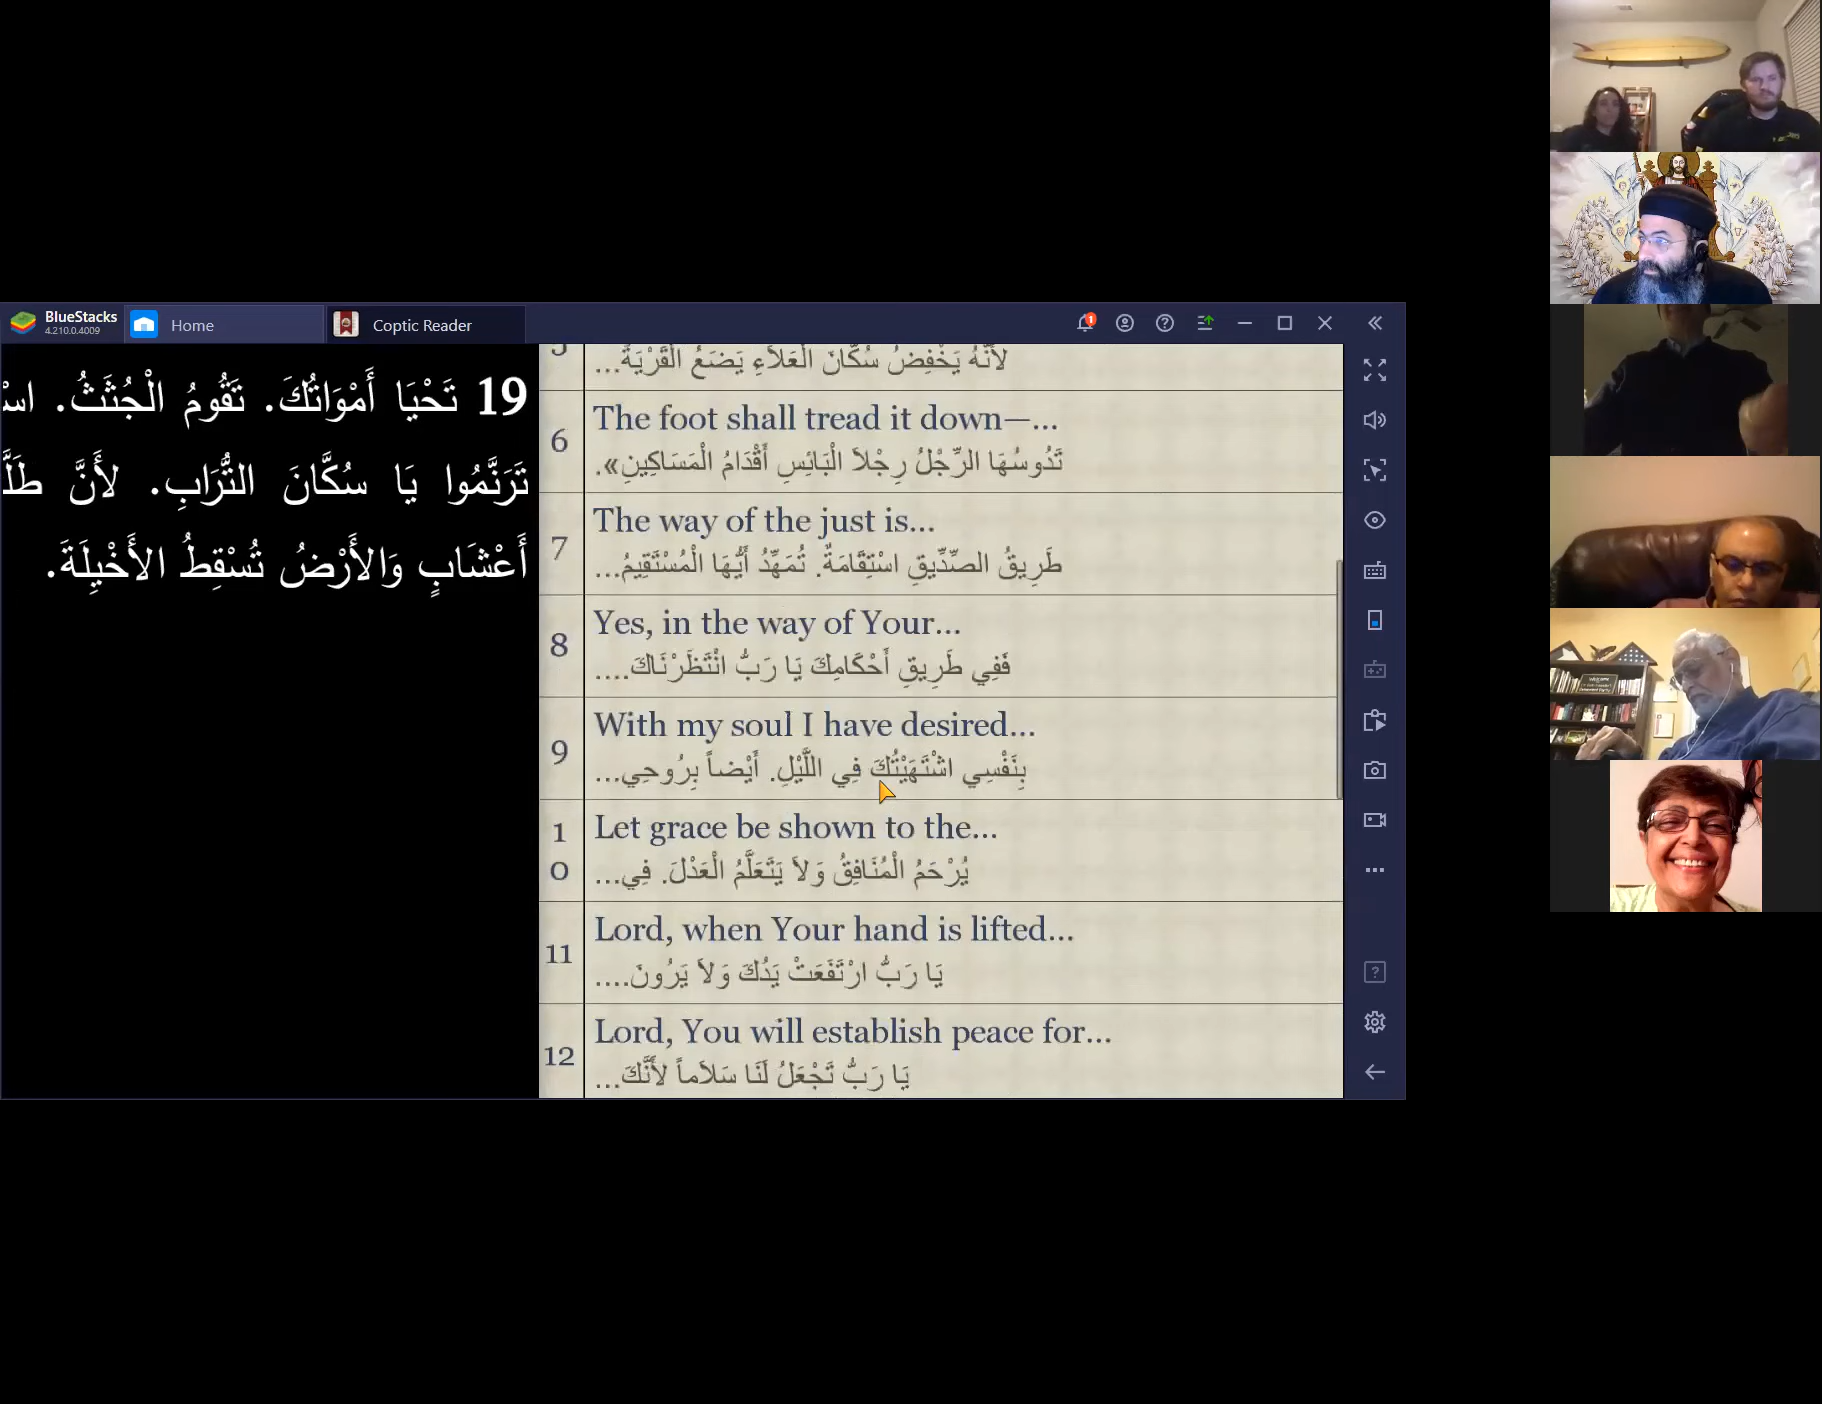 BlueStacks
4.210.0.4009
Home
Coptic Reader
1
19 تَحْيَا أَمْوَاتُكَ. تَقُومُ الْجُثَثُ.
تَرَنَّمُوا يَا سُكَّانَ التُّرَابِ. لأَنَّ
أَعْشَابٍ وَالأَرْضُ تُسْقِطُ الأَخْيِلَةَ.
لأَنَّهُ يَخْفِضُ سُكَّانَ الْعَلاَءِ يَضَعُ الْقَرْيَةَ...
6
The foot shall tread it down—...
تَدُوسُهَا الرِّجْلُ رِجْلاَ الْبَائِسِ أَقْدَامُ الْمَسَاكِينِ».
7
The way of the just is...
طَرِيقُ الصِّدِّيقِ اسْتِقَامَةٌ. تُمَهِّدُ أَيُّهَا الْمُسْتَقِيمُ...
8
Yes, in the way of Your...
فَفِي طَرِيقِ أَحْكَامِكَ يَا رَبُّ انْتَظَرْنَاكَ....
9
With my soul I have desired...
بِنَفْسِي اشْتَهَيْتُكَ فِي اللَّيْلِ. أَيْضاً بِرُوحِي...
10
Let grace be shown to the...
يُرْحَمُ الْمُنَافِقُ وَلاَ يَتَعَلَّمُ الْعَدْلَ. فِي...
11
Lord, when Your hand is lifted...
يَا رَبُّ ارْتَفَعَتْ يَدُكَ وَلاَ يَرُونَ....
12
Lord, You will establish peace for...
يَا رَبُّ تَجْعَلُ لَنَا سَلاَماً لأَنَّكَ...